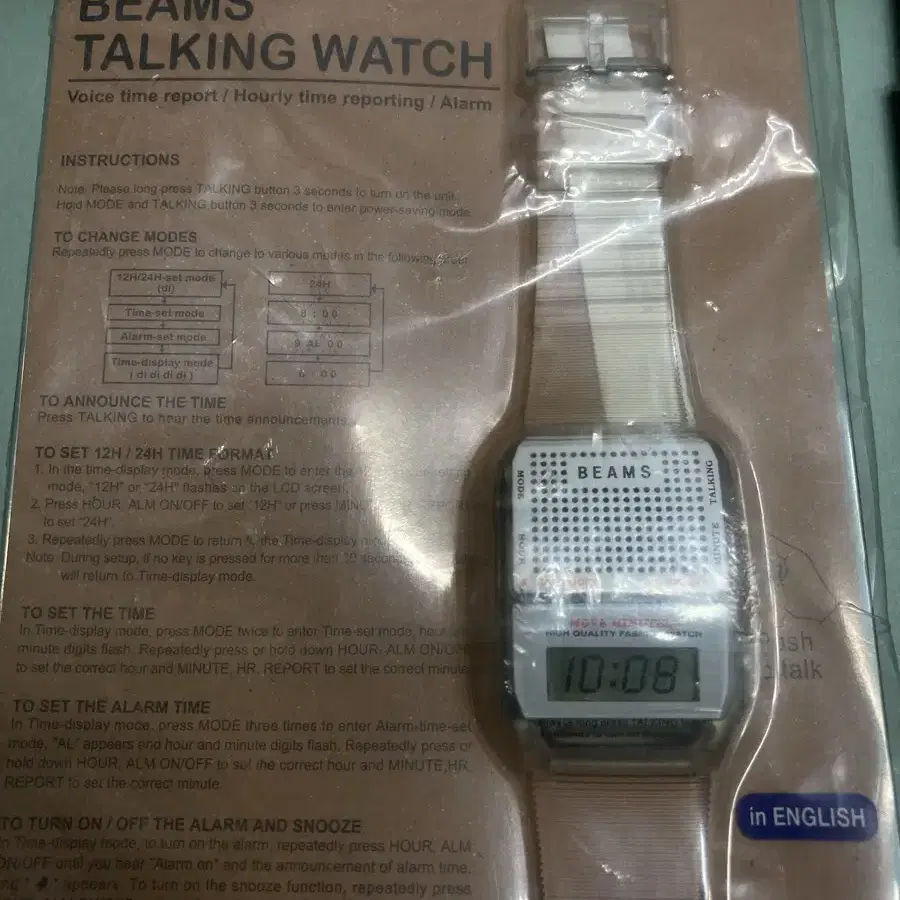 BEAMS
TALKING WATCH
Voice time report / Hourly time reporting / Alarm
INSTRUCTIONS
Note: Please long press TALKING button 3 seconds to turn on the unit.
Hold MODE and TALKING button 3 seconds to enter power-saving mode.
TO CHANGE MODES
Repeatedly press MODE to change to various modes in the following order
12H/24H-set mode
(di)
24H
Time-set mode
8:00
Alarm-set mode
Time-display mode
( di di di di )
TO ANNOUNCE THE TIME
Press TALKING to hear the time announcements.
TO SET 12H / 24H TIME FORMAT
1. In the time-display mode, press MODE to enter the
mode, "12H" or "24H" flashes on the LCD screen.
2. Press HOUR, ALM ON/OFF to set "12H" or press
to set "24H".
3. Repeatedly press MODE to return to the Time-display
Note: During setup, if no key is pressed for more than
will return to Time-display mode.
TO SET THE TIME
In Time-display mode, press MODE twice to enter Time-set mode,
minute digits flash. Repeatedly press or hold down HOUR, ALM ON/OFF
to set the correct hour and MINUTE, HR. REPORT to set the correct minute
TO SET THE ALARM TIME
In Time-display mode, press MODE three times to enter Alarm-time-set
mode, "AL" appears and hour and minute digits flash. Repeatedly press or
hold down HOUR, ALM ON/OFF to set the correct hour and MINUTE, HR.
REPORT to set the correct minute.
TO TURN ON / OFF THE ALARM AND SNOOZE
In Time-display mode, to turn on the alarm, repeatedly press HOUR, ALM
ON/OFF until you hear "Alarm on" and the announcement of alarm time.
appears. To turn on the snooze function, repeatedly press
BEAMS
MODE
TALKING
HOUR
MINUTE
HIGH QUALITY WATCH
10:08
talk
in ENGLISH